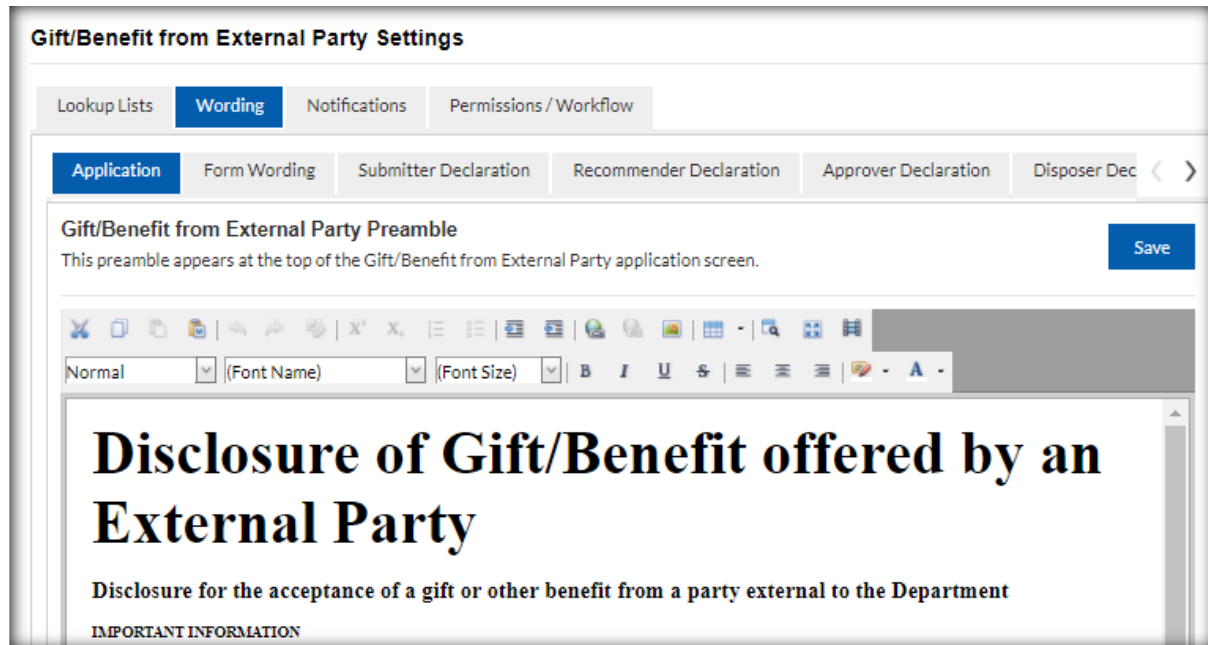 Gift/Benefit from External Party Settings
Lookup Lists Wording Notifications Permissions / Workflow
Application Form Wording Submitter Declaration Recommender Declaration Approver Declaration Disposer Dec
Gift/Benefit from External Party Preamble
Save
This preamble appears at the top of the Gift/Benefit from External Party application screen.
Normal (Font Name) (Font Size) B I U S A
Disclosure of Gift/Benefit offered by an
External Party
Disclosure for the acceptance of a gift or other benefit from a party external to the Department
IMPORTANT INFORMATION